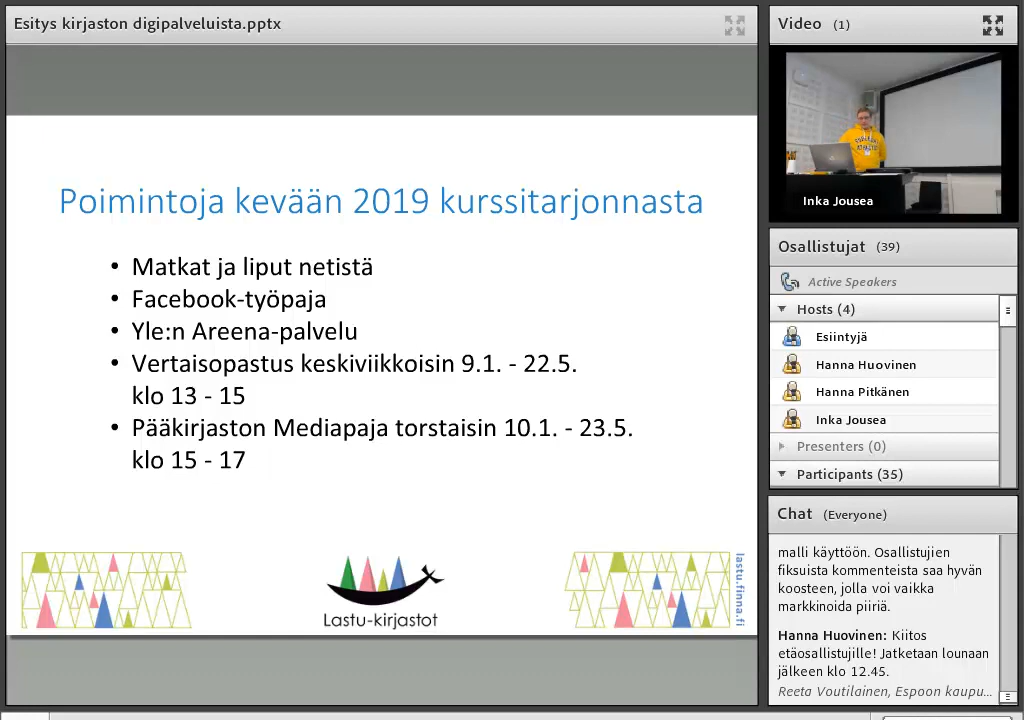 Esitys kirjaston digipalveluista.pptx
Poimintoja kevään 2019 kurssitarjonnasta
• Matkat ja liput netistä
• Facebook-työpaja
• Yle:n Areena-palvelu
• Vertaisopastus keskiviikkoisin 9.1. - 22.5.
klo 13 - 15
• Pääkirjaston Mediapaja torstaisin 10.1. - 23.5.
klo 15 - 17
Lastu-kirjastot
lastu.finna.fi
Video (1)
Inka Jousea
Osallistujat (39)
Active Speakers
Hosts (4)
Esiintyjä
Hanna Huovinen
Hanna Pitkänen
Inka Jousea
Presenters (0)
Participants (35)
Chat (Everyone)
malli käyttöön. Osallistujien
fiksuista kommenteista saa hyvän
koosteen, jolla voi vaikka
markkinoida piiriä.
Hanna Huovinen: Kiitos
etäosallistujille! Jatketaan lounaan
jälkeen klo 12.45.
Reeta Voutilainen, Espoon kaupu...